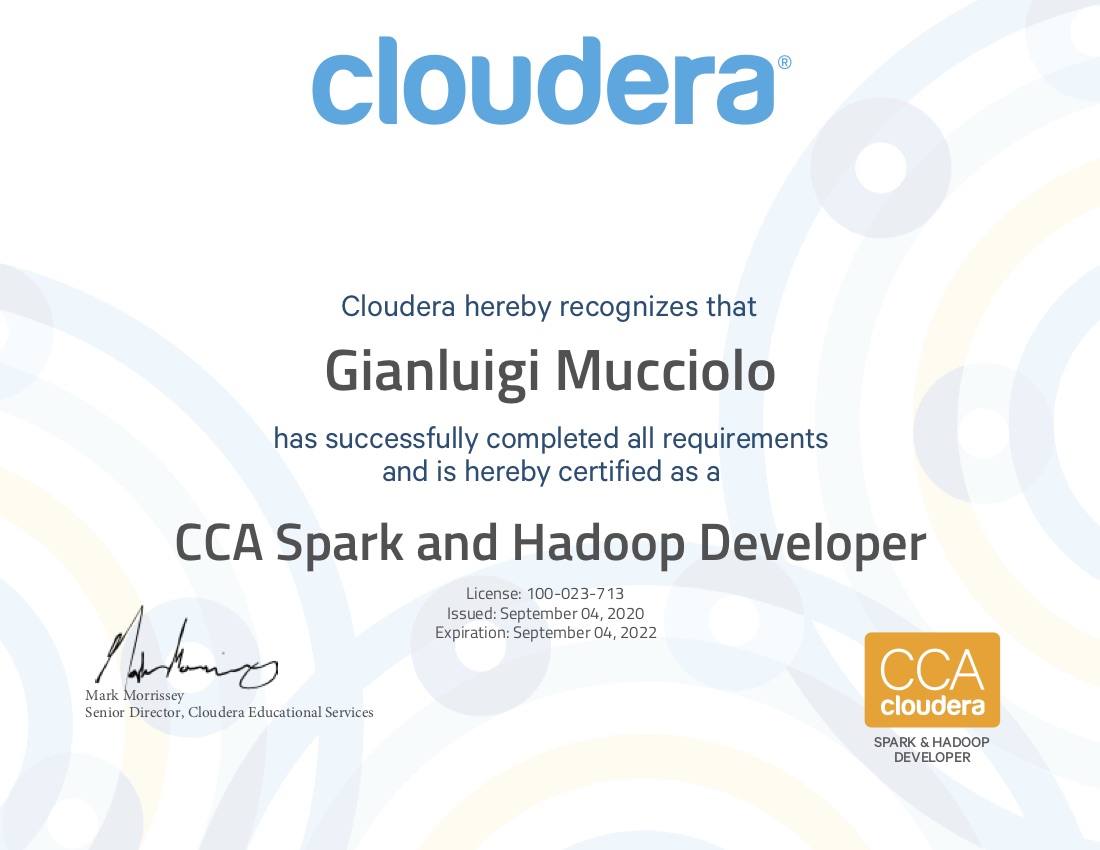 cloudera®
Cloudera hereby recognizes that
Gianluigi Mucciolo
has successfully completed all requirements
and is hereby certified as a
CCA Spark and Hadoop Developer
License: 100-023-713
Issued: September 04, 2020
Expiration: September 04, 2022
Mark Morrissey
Senior Director, Cloudera Educational Services
CCA
cloudera
SPARK & HADOOP
DEVELOPER